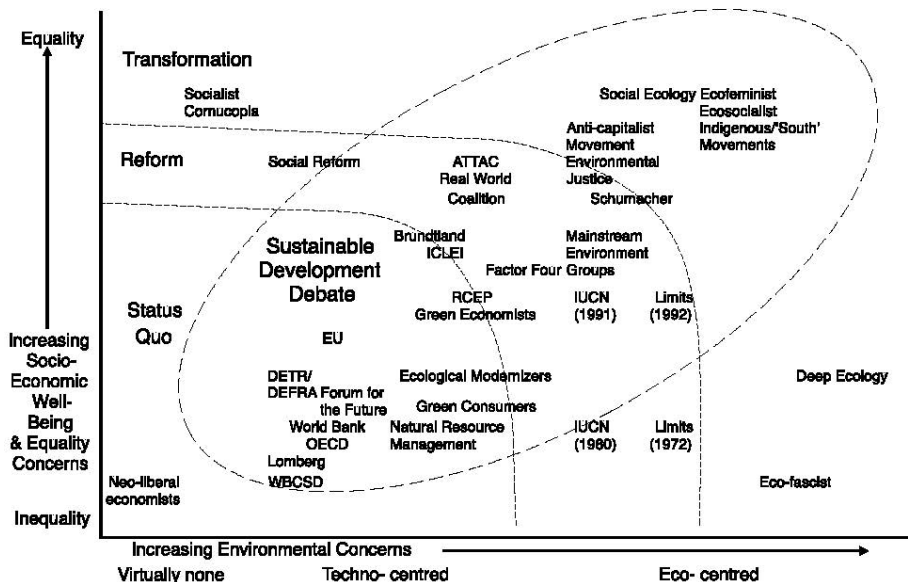 Equality
Transformation
Socialist
Cornucopia
Social Ecology Ecofeminist
Ecosocialist
Indigenous/'South'
Movements
Anti-capitalist
Movement
Environmental
Justice
Reform
Social Reform
ATTAC
Real World
Coalition
Schumacher
Sustainable
Development
Debate
Brundtland
ICLEI
Mainstream
Environment
Groups
Factor Four
Status
Quo
RCEP
Green Economists
IUCN
(1991)
Limits
(1992)
EU
Increasing
Socio-
Economic
Well-
Being
& Equality
Concerns
DETR/
DEFRA
Forum for
the Future
Ecological Modernizers
Deep Ecology
Green Consumers
World Bank
OECD
Natural Resource
Management
IUCN
(1980)
Limits
(1972)
Lomberg
WBCSD
Neo-liberal
economists
Eco-fascist
Inequality
Increasing Environmental Concerns
Virtually none
Techno- centred
Eco- centred